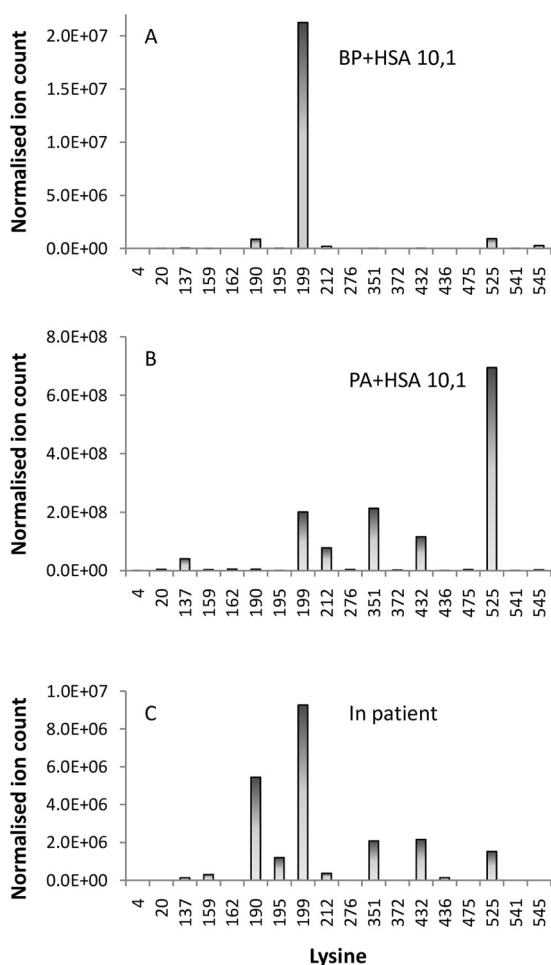 Normalised ion count
2.0E+07
1.5E+07
1.0E+07
5.0E+06
0.0E+00
A
BP+HSA 10,1
4 20 137 159 162 190 195 199 212 276 351 372 432 436 475 525 541 545
Normalised ion count
8.0E+08
6.0E+08
4.0E+08
2.0E+08
0.0E+00
B
PA+HSA 10,1
4 20 137 159 162 190 195 199 212 276 351 372 432 436 475 525 541 545
Normalised ion count
1.0E+07
8.0E+06
6.0E+06
4.0E+06
2.0E+06
0.0E+00
C
In patient
4 20 137 159 162 190 195 199 212 276 351 372 432 436 475 525 541 545
Lysine